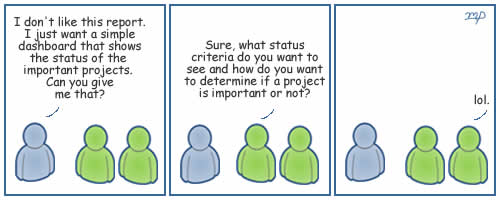 I don't like this report.
I just want a simple
dashboard that shows
the status of the
important projects.
Can you give
me that?
Sure, what status
criteria do you want to
see and how do you want
to determine if a project
is important or not?
lol.